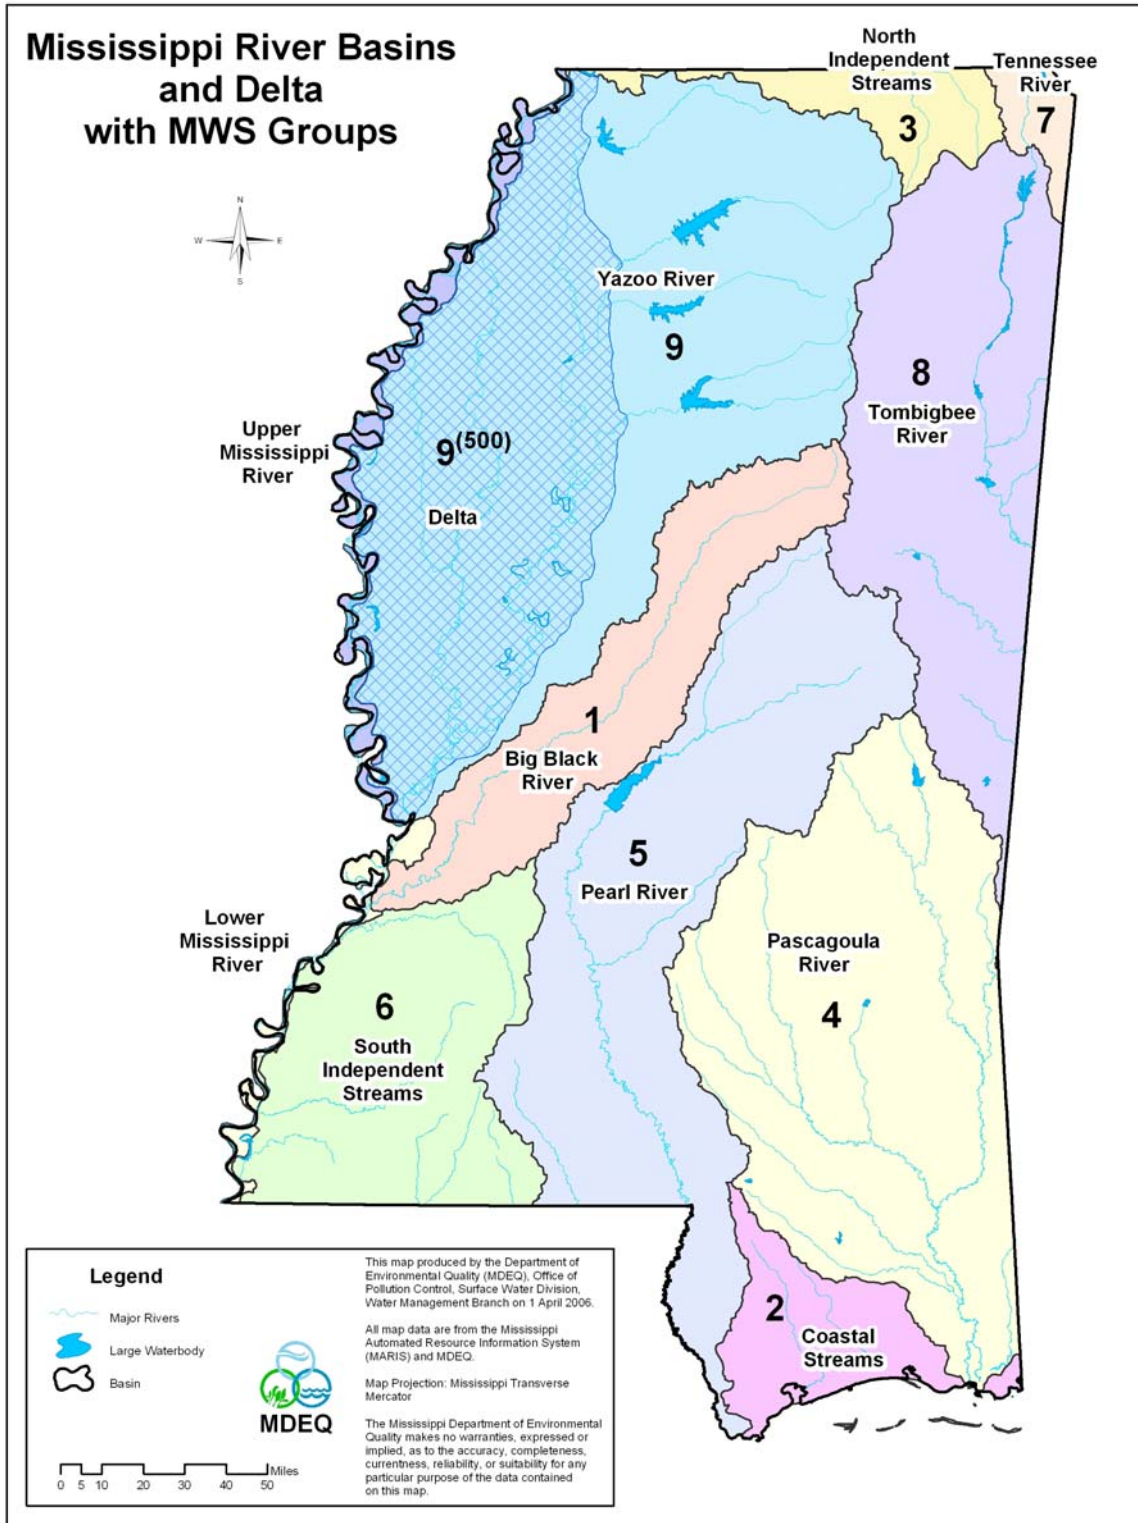 Mississippi River Basins
and Delta
with MWS Groups
North
Independent
Streams
Tennessee
River
3
7
N
W
E
S
Yazoo River
9
8
Tombigbee
River
Upper
Mississippi
River
9(500)
Delta
1
Big Black
River
5
Pearl River
Lower
Mississippi
River
Pascagoula
River
4
6
South
Independent
Streams
2
Coastal
Streams
Legend
Major Rivers
Large Waterbody
Basin
MDEQ
0 5 10 20 30 40 50 Miles
This map produced by the Department of
Environmental Quality (MDEQ), Office of
Pollution Control, Surface Water Division,
Water Management Branch on 1 April 2006.
All map data are from the Mississippi
Automated Resource Information System
(MARIS) and MDEQ.
Map Projection: Mississippi Transverse
Mercator
The Mississippi Department of Environmental
Quality makes no warranties, expressed or
implied, as to the accuracy, completeness,
currentness, reliability, or suitability for any
particular purpose of the data contained
on this map.